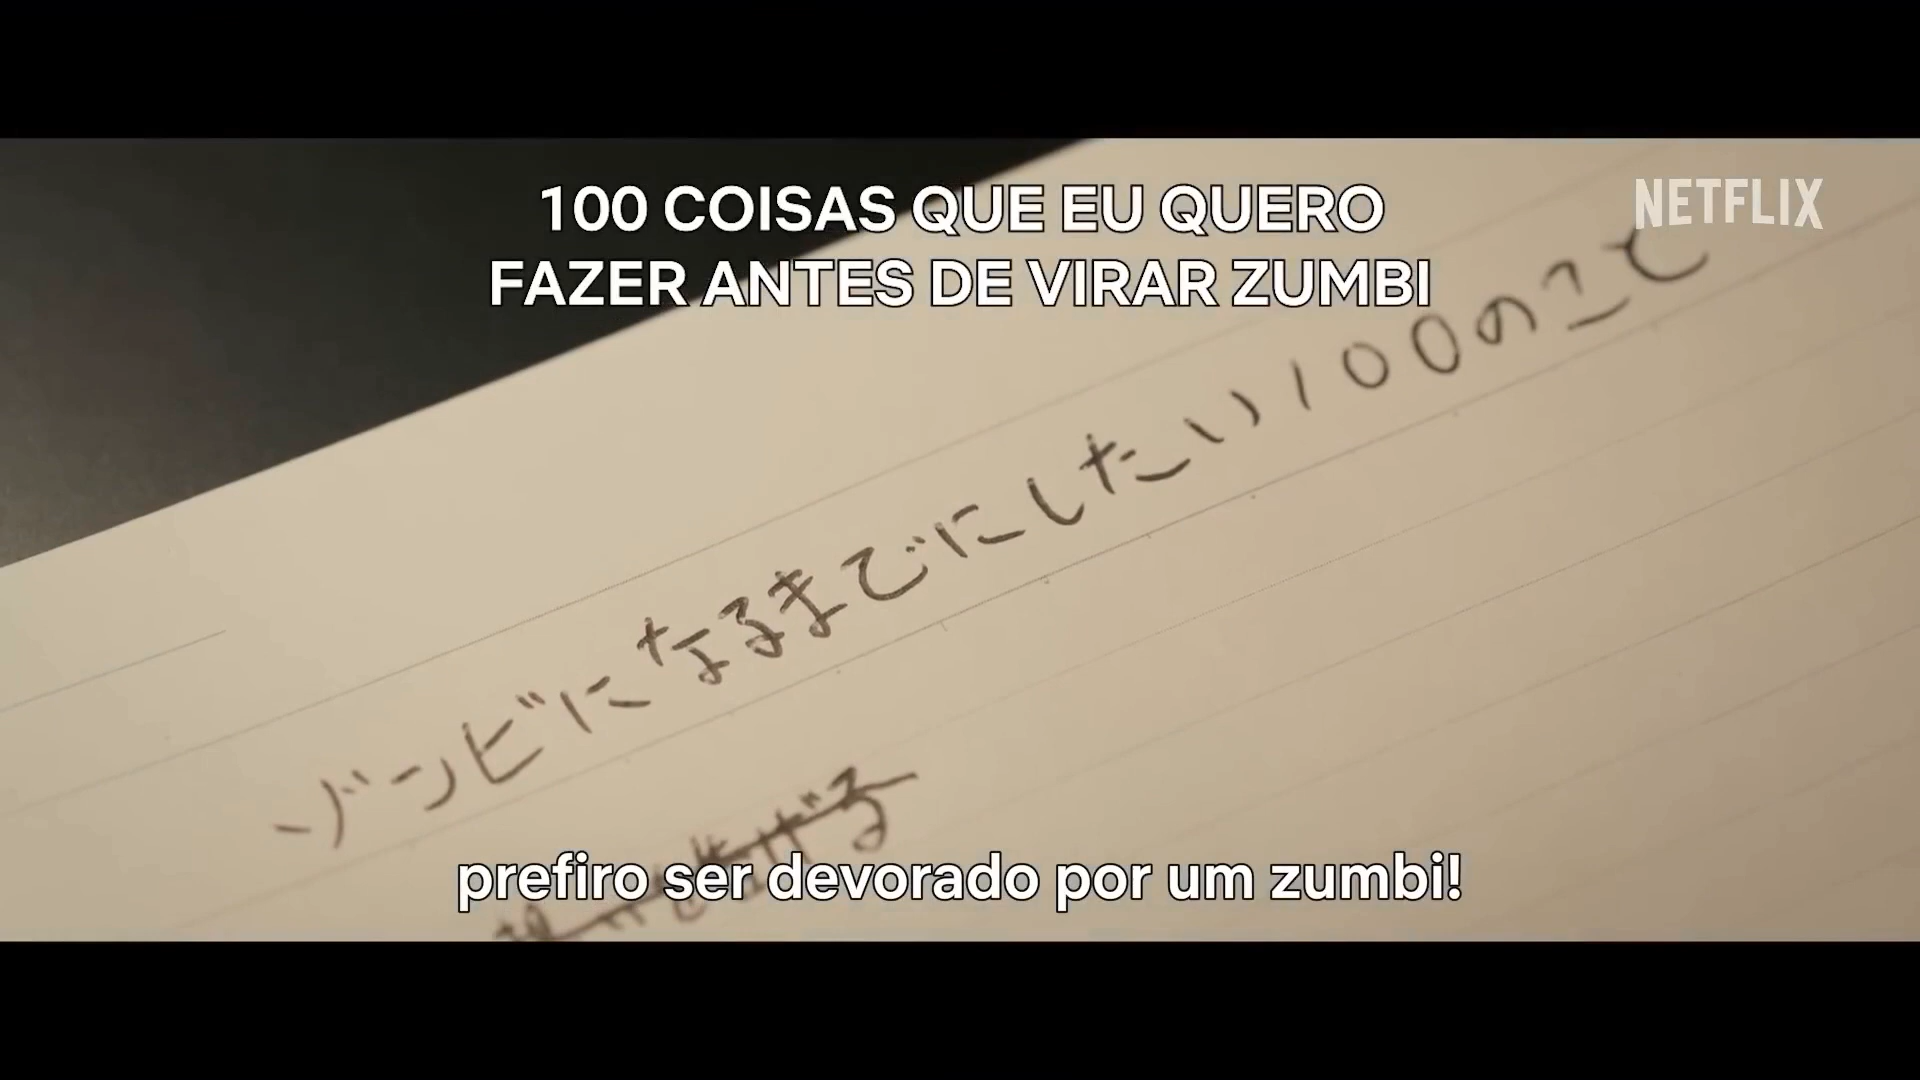 100 COISAS QUE EU QUERO
FAZER ANTES DE VIRAR ZUMBI
NETFLIX
ゾンビになるまでにしたい100のこと
prefiro ser devorado por um zumbi!